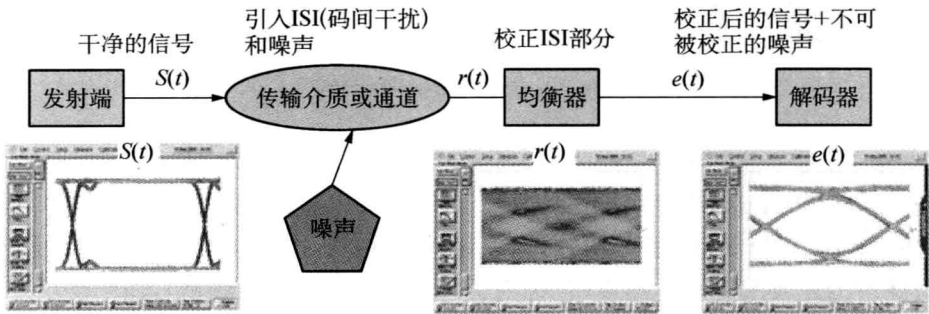 干净的信号
引入ISI(码间干扰)
和噪声
校正ISI部分
校正后的信号+不可
被校正的噪声
发射端
S(t)
传输介质或通道
r(t)
均衡器
e(t)
解码器
S(t)
噪声
r(t)
e(t)